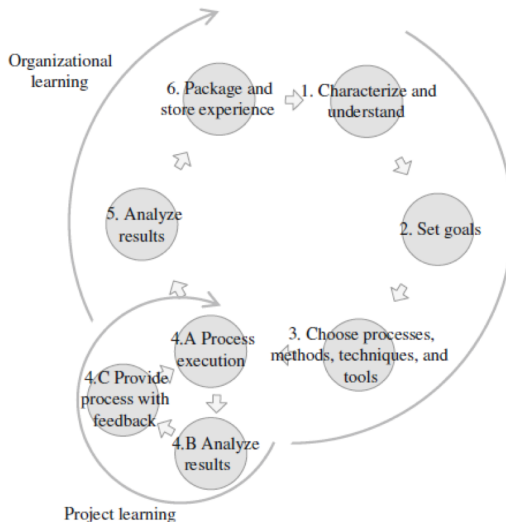 Organizational
learning
6. Package and
store experience
1. Characterize and
understand
2. Set goals
3. Choose processes,
methods, techniques, and
tools
4.A Process
execution
4.B Analyze
results
4.C Provide
process with
feedback
5. Analyze
results
Project learning